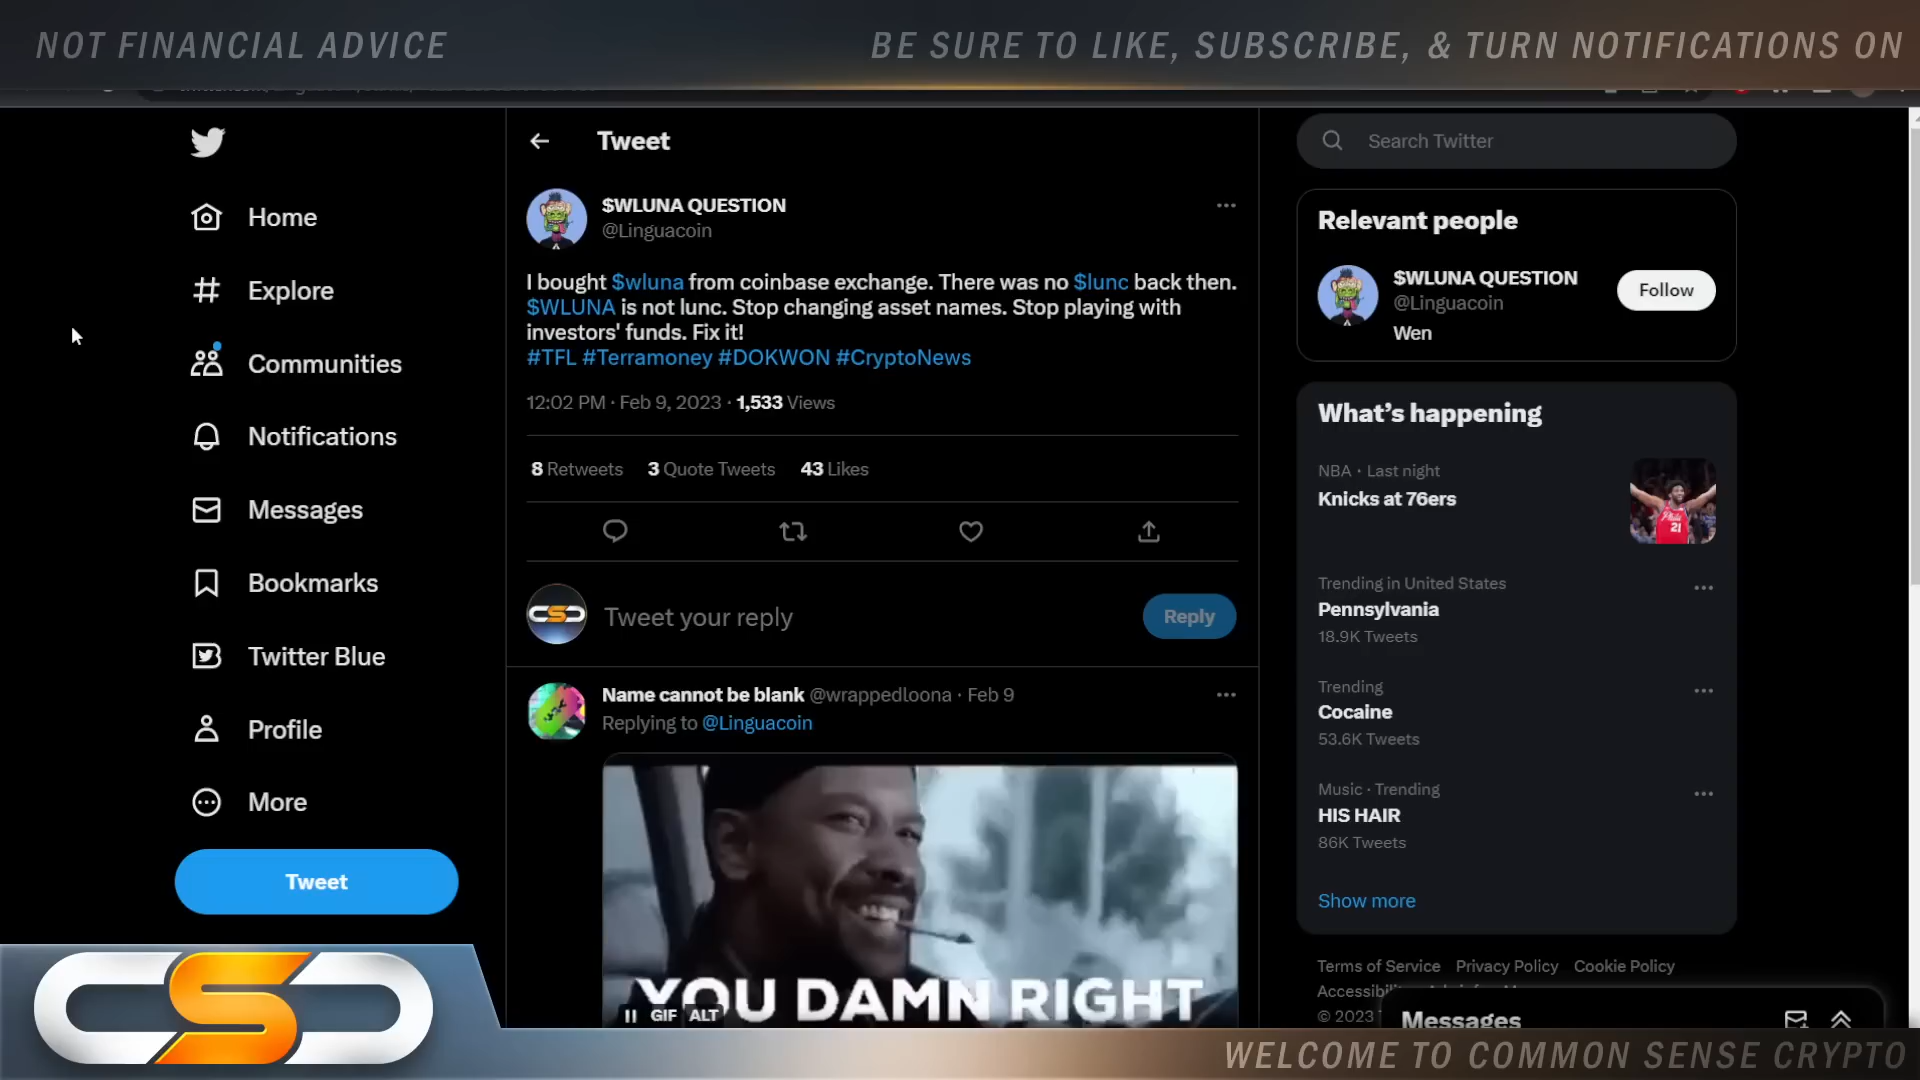 NOT FINANCIAL ADVICE
BE SURE TO LIKE, SUBSCRIBE, & TURN NOTIFICATIONS ON
Home
Explore
Communities
Notifications
Messages
Bookmarks
Twitter Blue
Profile
More
Tweet
Tweet
$WLUNA QUESTION
@Linguacoin
I bought $wluna from coinbase exchange. There was no $lunc back then.
$WLUNA is not lunc. Stop changing asset names. Stop playing with
investors' funds. Fix it!
#TFL #Terramoney #DOKWON #CryptoNews
12:02 PM · Feb 9, 2023 · 1,533 Views
8 Retweets 3 Quote Tweets 43 Likes
CSC
Tweet your reply
Reply
Name cannot be blank @wrappedloona · Feb 9
Replying to @Linguacoin
YOU DAMN RIGHT
GIF ALT
Search Twitter
Relevant people
$WLUNA QUESTION
@Linguacoin
Wen
Follow
What's happening
NBA · Last night
Knicks at 76ers
Phila
21
Trending in United States
Pennsylvania
18.9K Tweets
Trending
Cocaine
53.6K Tweets
Music · Trending
HIS HAIR
86K Tweets
Show more
Terms of Service Privacy Policy Cookie Policy
© 2023
Messages
CSC
WELCOME TO COMMON SENSE CRYPTO